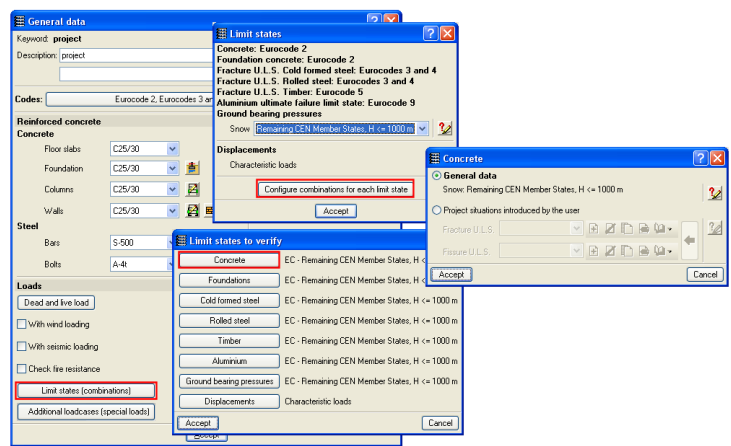 General data
Keyword: project
Description: project
Codes: Eurocode 2, Eurocodes 3 ar
Reinforced concrete
Concrete
Floor slabs C25/30
Foundation C25/30
Columns C25/30
Walls C25/30
Steel
Bars S-500
Bolts A-4t
Loads
Dead and live load
With wind loading
With seismic loading
Check fire resistance
Limit states (combinations)
Additional loadcases (special loads)
Accept
Limit states
Concrete: Eurocode 2
Foundation concrete: Eurocode 2
Fracture U.L.S. Cold formed steel: Eurocodes 3 and 4
Fracture U.L.S. Rolled steel: Eurocodes 3 and 4
Fracture U.L.S. Timber: Eurocode 5
Aluminium ultimate failure limit state: Eurocode 9
Ground bearing pressures
Snow Remaining CEN Member States, H <= 1000 m
Displacements
Characteristic loads
Configure combinations for each limit state
Accept
Limit states to verify
Concrete EC - Remaining CEN Member States, H <
Foundations EC - Remaining CEN Member States, H <
Cold formed steel EC - Remaining CEN Member States, H <= 1000 m
Rolled steel EC - Remaining CEN Member States, H <= 1000 m
Timber EC - Remaining CEN Member States, H <= 1000 m
Aluminium EC - Remaining CEN Member States, H <= 1000 m
Ground bearing pressures EC - Remaining CEN Member States, H <= 1000 m
Displacements Characteristic loads
Accept Cancel
Concrete
General data
Snow: Remaining CEN Member States, H <= 1000 m
Project situations introduced by the user
Fracture U.L.S.
Fissure U.L.S.
Accept Cancel